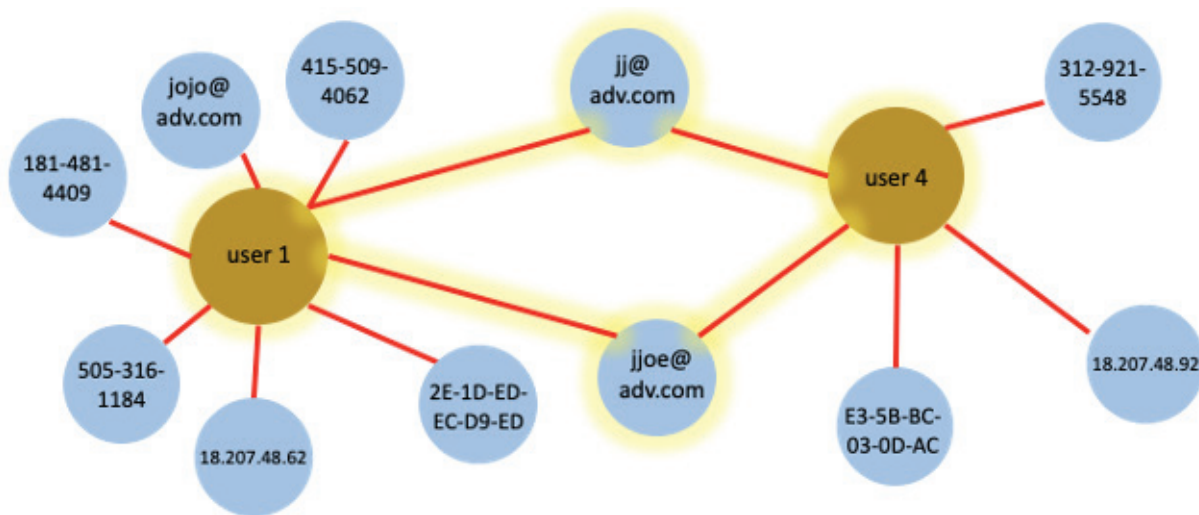 jojo@
adv.com
415-509-
4062
jj@
adv.com
312-921-
5548
181-481-
4409
user 1
user 4
505-316-
1184
18.207.48.62
2E-1D-ED-
EC-D9-ED
jjoe@
adv.com
E3-5B-BC-
03-0D-AC
18.207.48.92